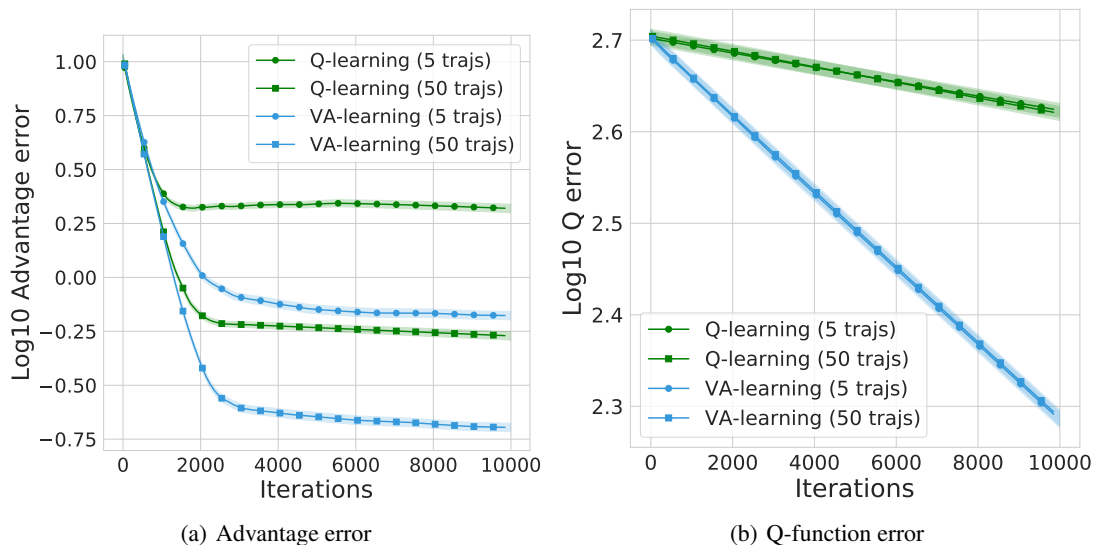 Log10 Advantage error
1.00
0.75
0.50
0.25
0.00
−0.25
−0.50
−0.75
Q-learning (5 trajs)
Q-learning (50 trajs)
VA-learning (5 trajs)
VA-learning (50 trajs)
0 2000 4000 6000 8000 10000
Iterations
(a) Advantage error
Log10 Q error
2.7
2.6
2.5
2.4
2.3
Q-learning (5 trajs)
Q-learning (50 trajs)
VA-learning (5 trajs)
VA-learning (50 trajs)
0 2000 4000 6000 8000 10000
Iterations
(b) Q-function error